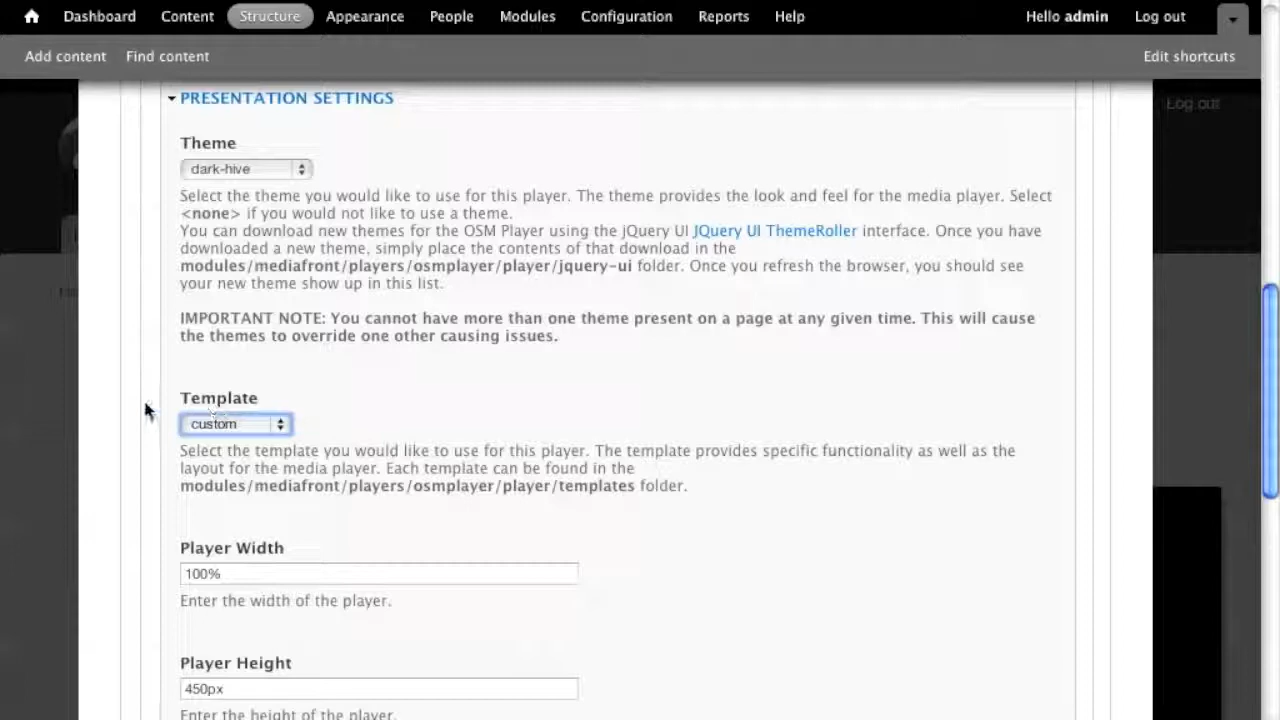 Dashboard Content Structure Appearance People Modules Configuration Reports Help Hello admin Log out
Add content Find content Edit shortcuts
Log out
PRESENTATION SETTINGS
Theme
dark-hive
Select the theme you would like to use for this player. The theme provides the look and feel for the media player. Select
<none> if you would not like to use a theme.
You can download new themes for the OSM Player using the jQuery UI JQuery UI ThemeRoller interface. Once you have
downloaded a new theme, simply place the contents of that download in the
modules/mediafront/players/osmplayer/player/jquery-ui folder. Once you refresh the browser, you should see
your new theme show up in this list.
IMPORTANT NOTE: You cannot have more than one theme present on a page at any given time. This will cause
the themes to override one other causing issues.
Template
custom
Select the template you would like to use for this player. The template provides specific functionality as well as the
layout for the media player. Each template can be found in the
modules/mediafront/players/osmplayer/player/templates folder.
Player Width
100%
Enter the width of the player.
Player Height
450px
Enter the height of the player.